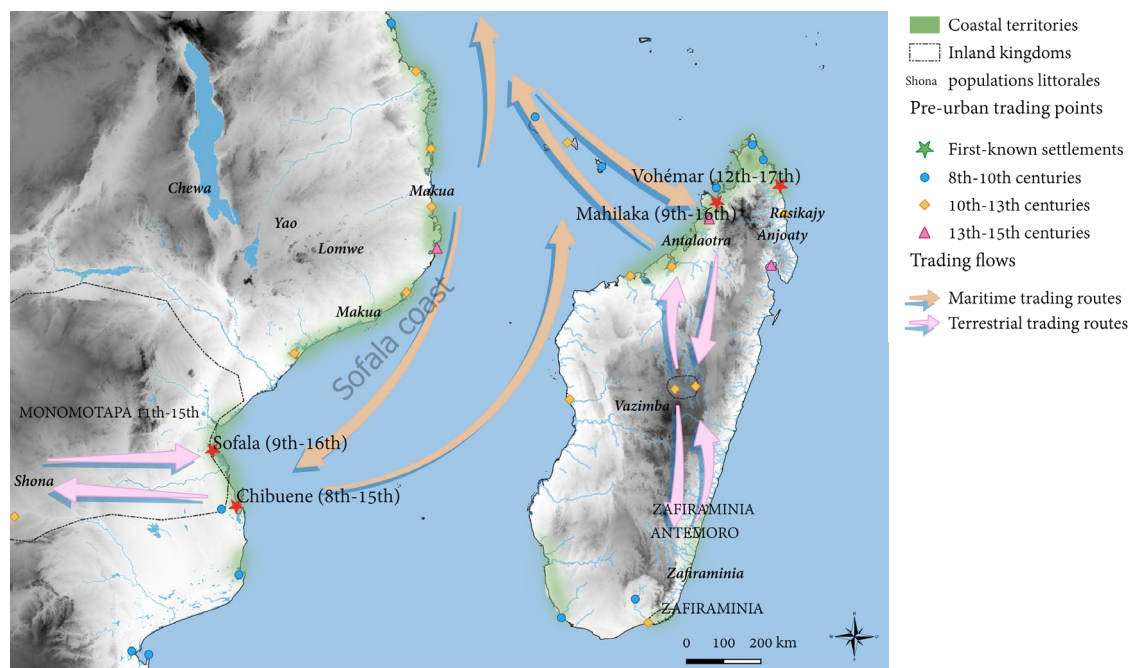 Coastal territories
Inland kingdoms
Shona populations littorales
Pre-urban trading points
First-known settlements
8th-10th centuries
10th-13th centuries
13th-15th centuries
Trading flows
Maritime trading routes
Terrestrial trading routes
Chewa
Makua
Yao
Lomwe
Makua
Sofala coast
Vohémar (12th-17th)
Mahilaka (9th-16th)
Rasikajy
Anjoaty
Antalaotra
MONOMOTAPA 11th-15th
Vazimba
Sofala (9th-16th)
Shona
Chibuene (8th-15th)
ZAFIRAMINIA
ANTEMORO
Zafiraminia
ZAFIRAMINIA
0 100 200 km